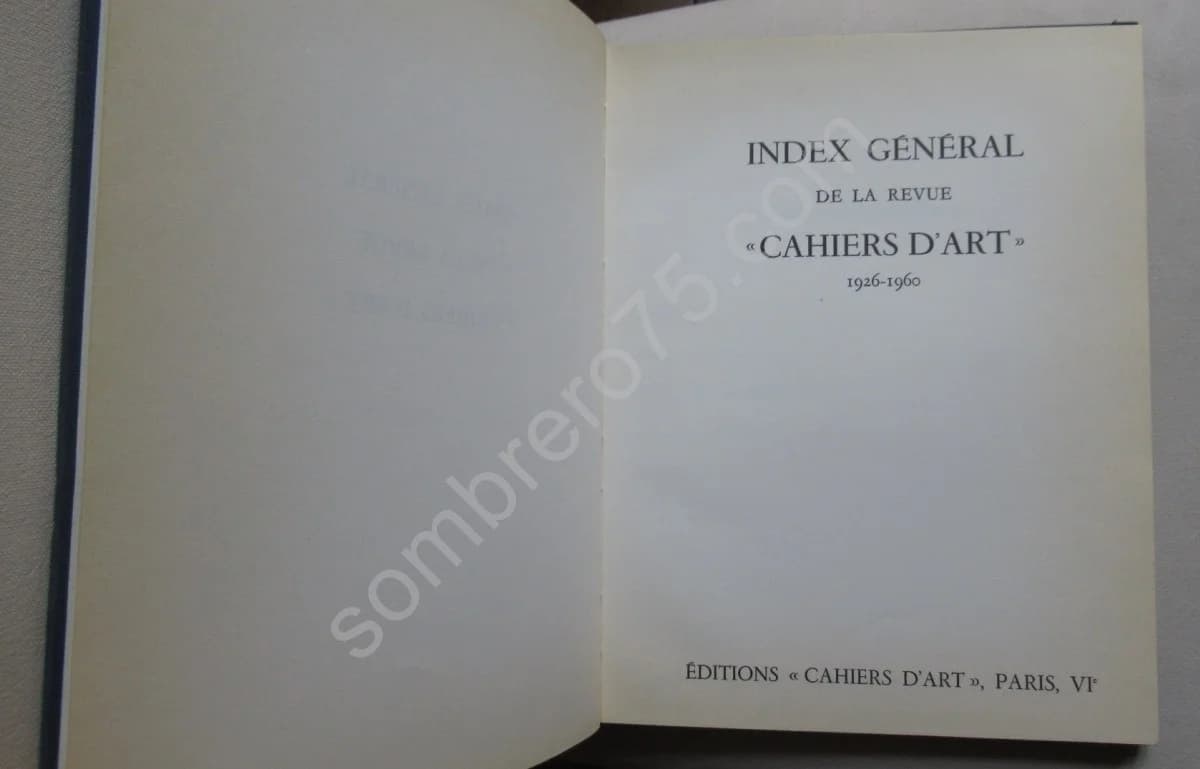 INDEX GÉNÉRAL
DE LA REVUE
« CAHIERS D'ART »
1926-1960
ÉDITIONS « CAHIERS D'ART », PARIS, VIe
sombrero75.com